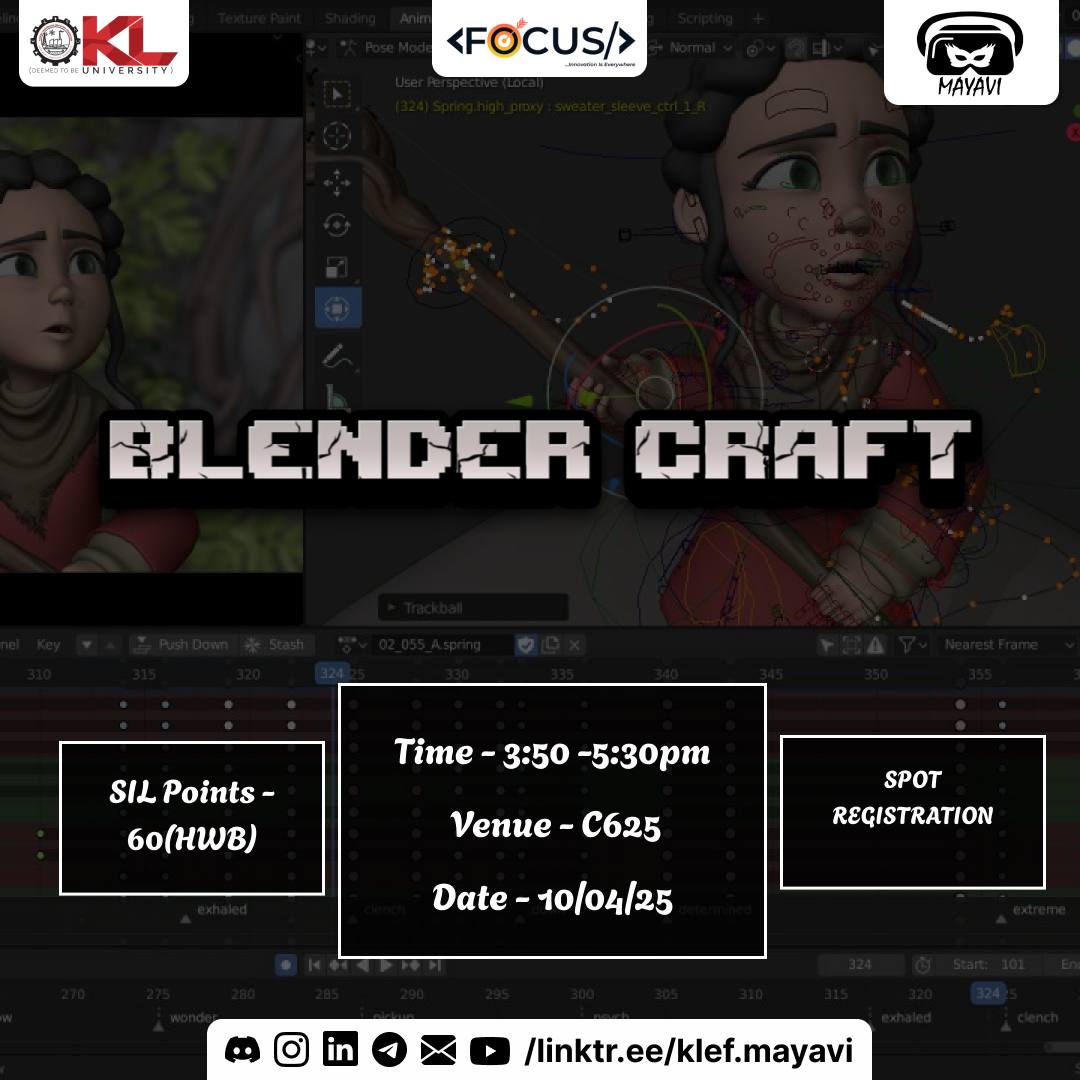 Texture Paint
Shading
Anim
Scripting
+
KL
(DEEMED TO BE UNIVERSITY)
<FOCUS/>
...Innovation Is Everywhere
MAYAVI
Pose Mode
Normal
User Perspective (Local)
(324) Spring.high_proxy : sweater_sleeve_ctrl_1_R
BLENDER CRAFT
Trackball
Key
Push Down
Stash
02_055_A.spring
Nearest Frame
310 315 320 324 25 330 335 340 345 350 355
SIL Points -
60(HWB)
Time - 3:50 -5:30pm
Venue - C625
Date - 10/04/25
SPOT
REGISTRATION
exhaled
clench
determined
extreme
324
Start: 101
270 275 280 285 290 295 300 305 310 315 320 324 25
wonder
pickup
psych
exhaled
clench
/linktr.ee/klef.mayavi